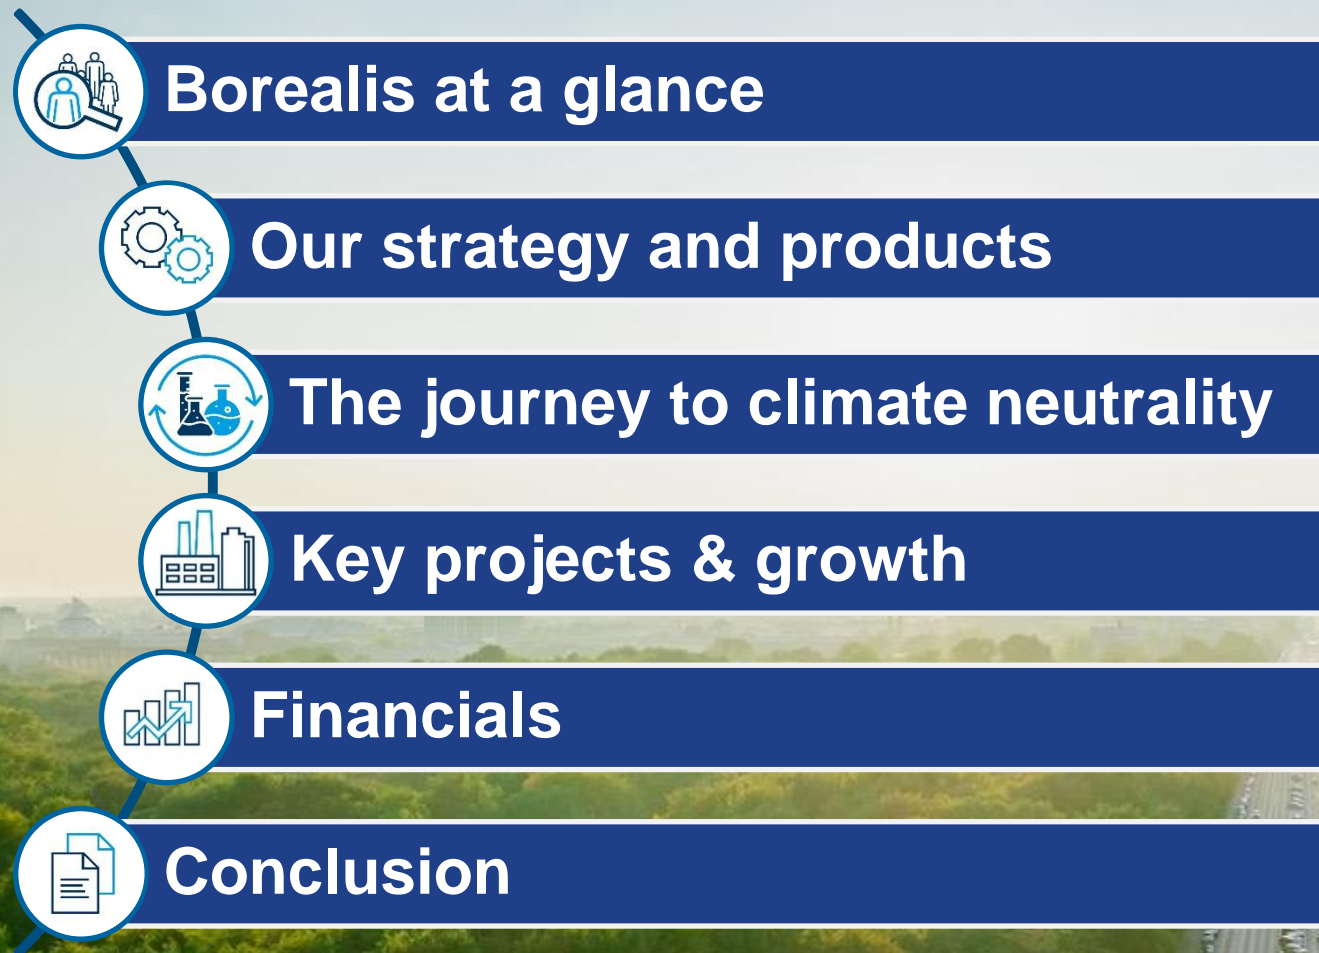 Borealis at a glance
Our strategy and products
The journey to climate neutrality
Key projects & growth
Financials
Conclusion